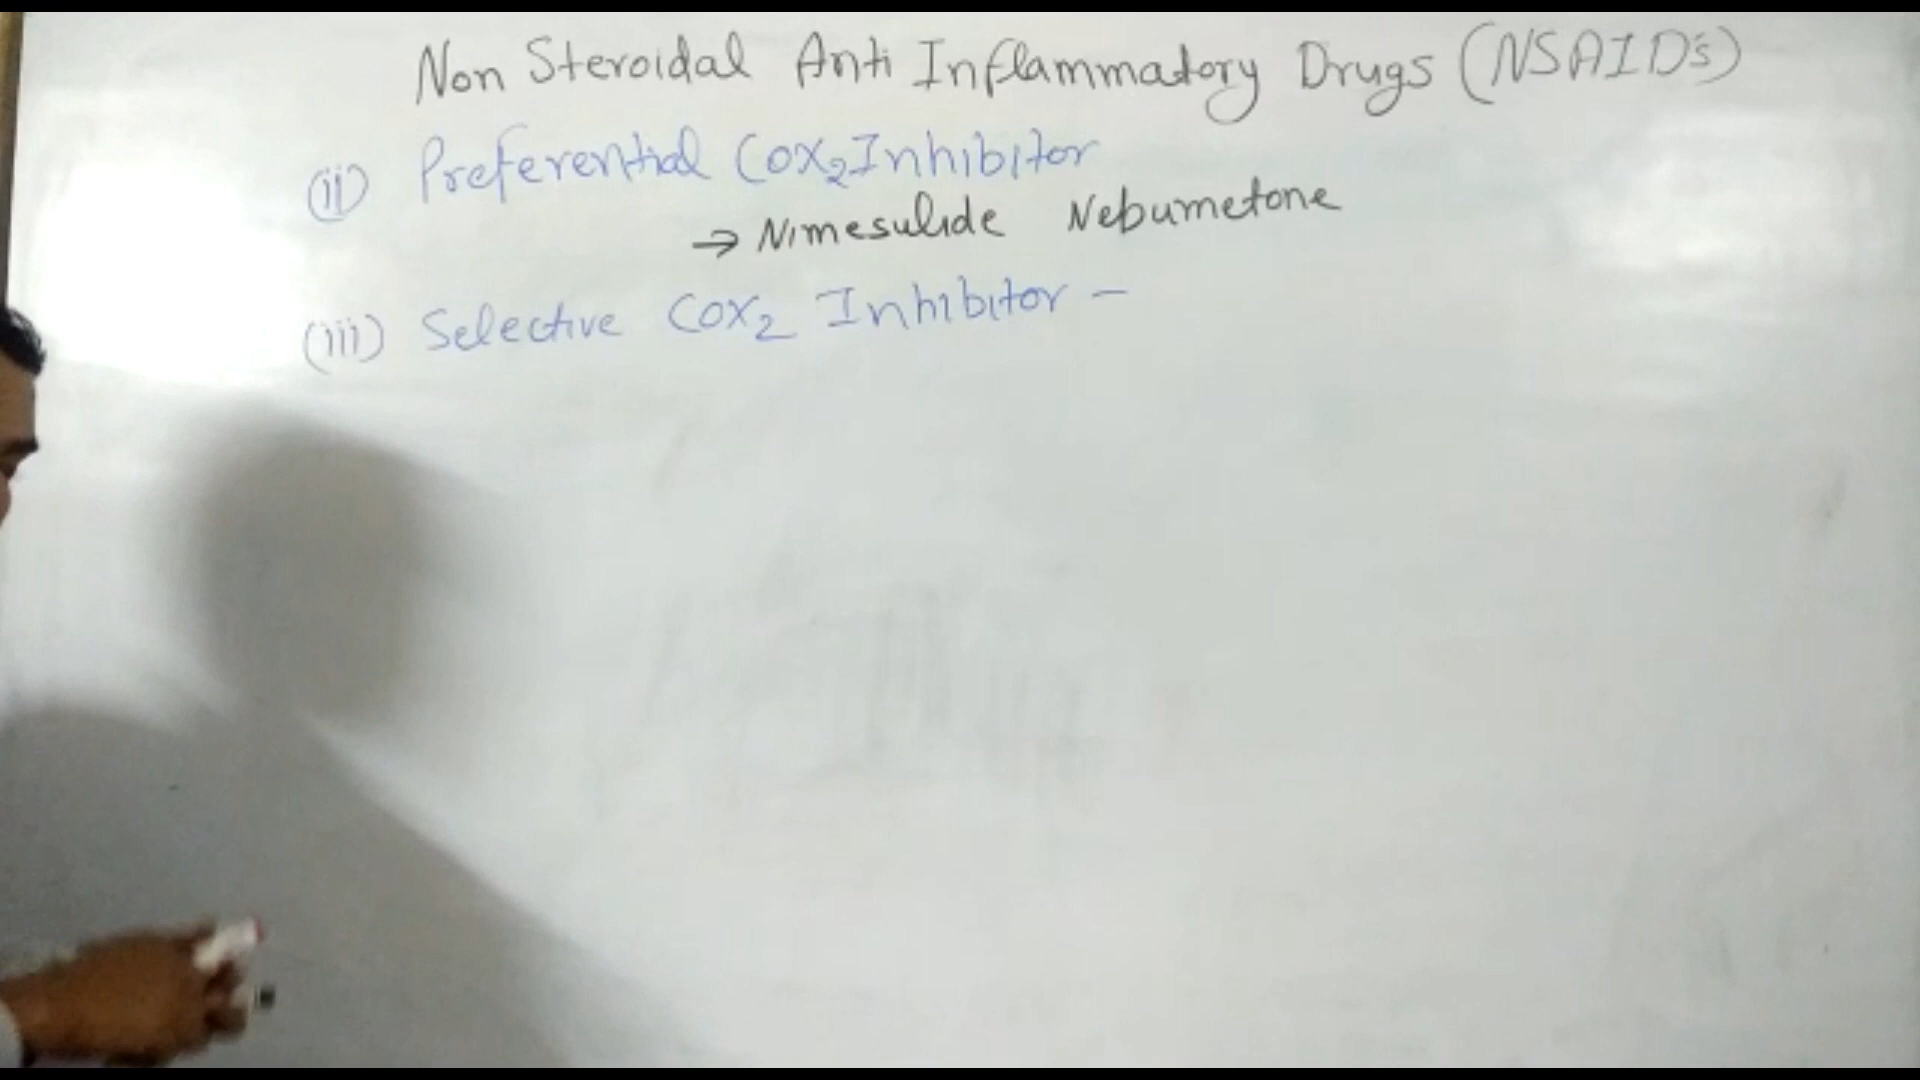 Non Steroidal Anti Inflammatory Drugs (NSAID's)
(ii) Preferential Cox2 Inhibitor
→ Nimesulide Nebumetone
(iii) Selective Cox2 Inhibitor -